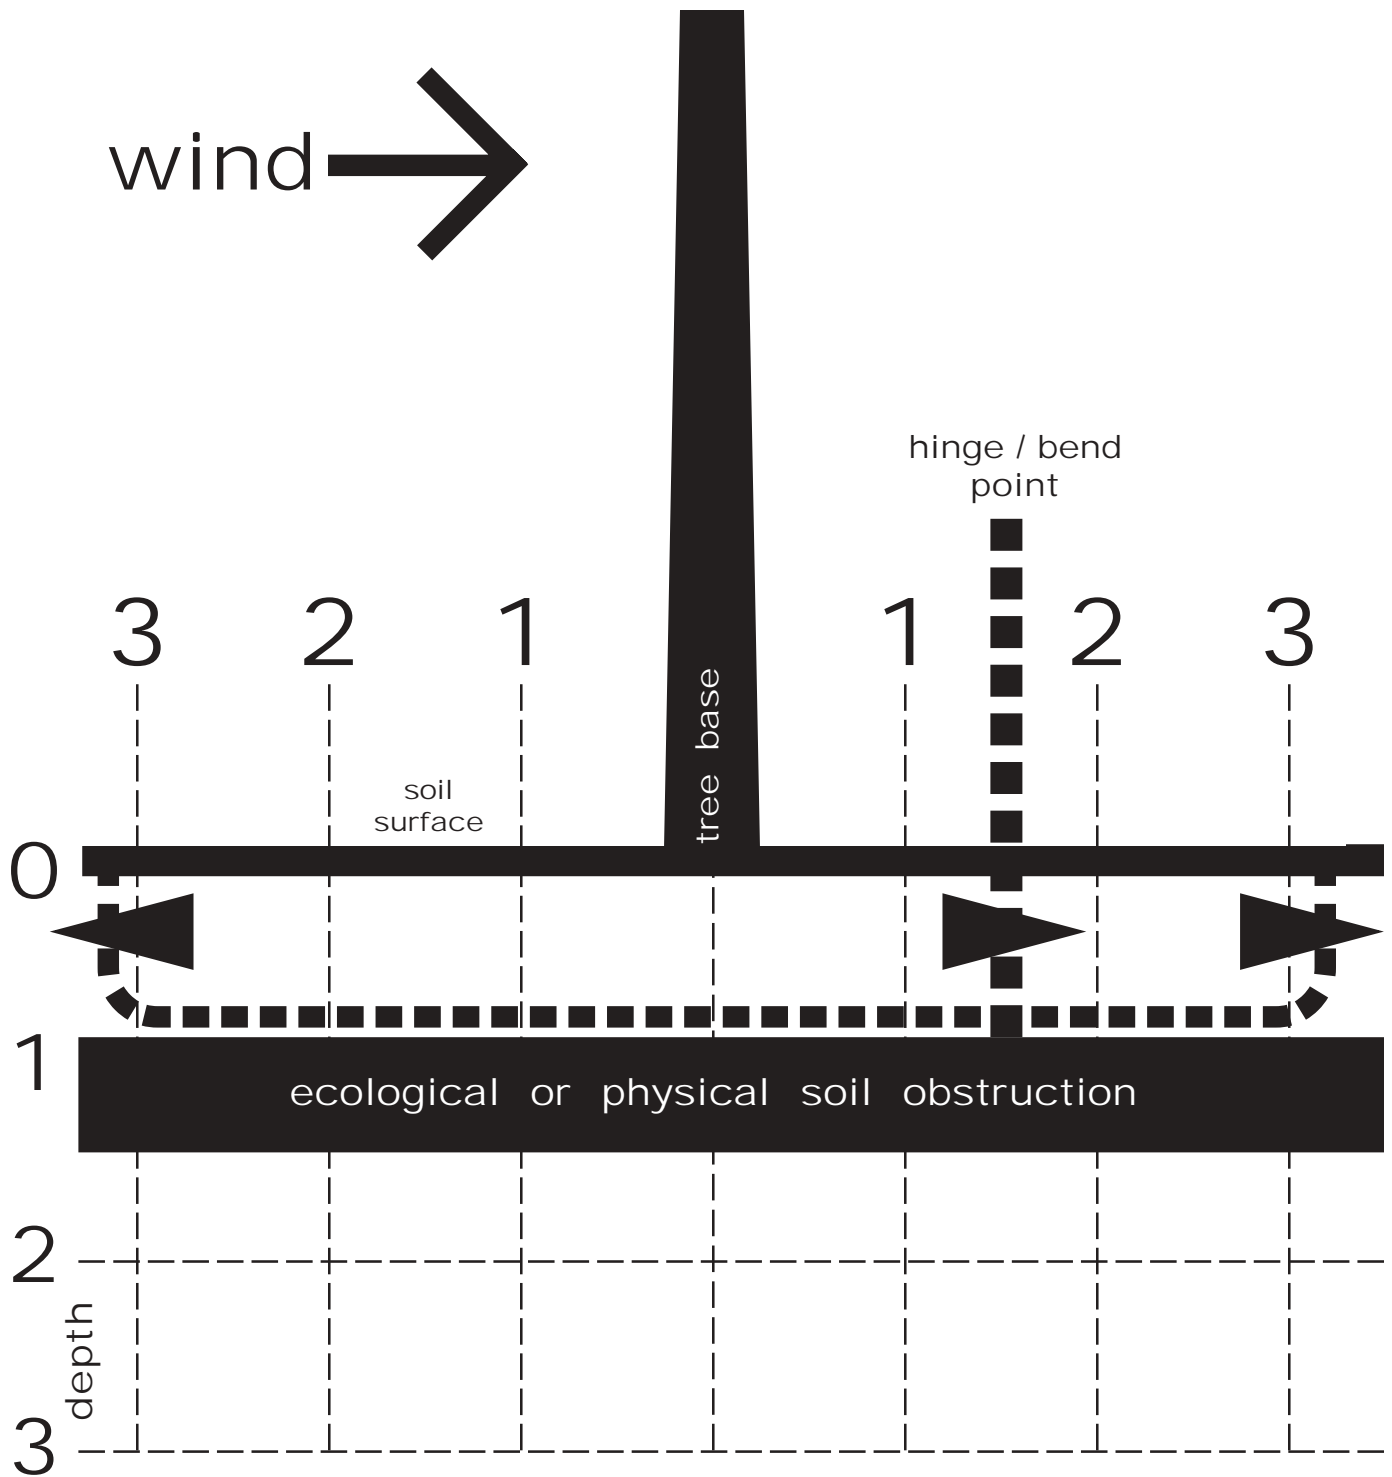 wind
hinge / bend
point
3 2 1 1 2 3
tree base
soil
surface
0
1
ecological or physical soil obstruction
2
depth
3